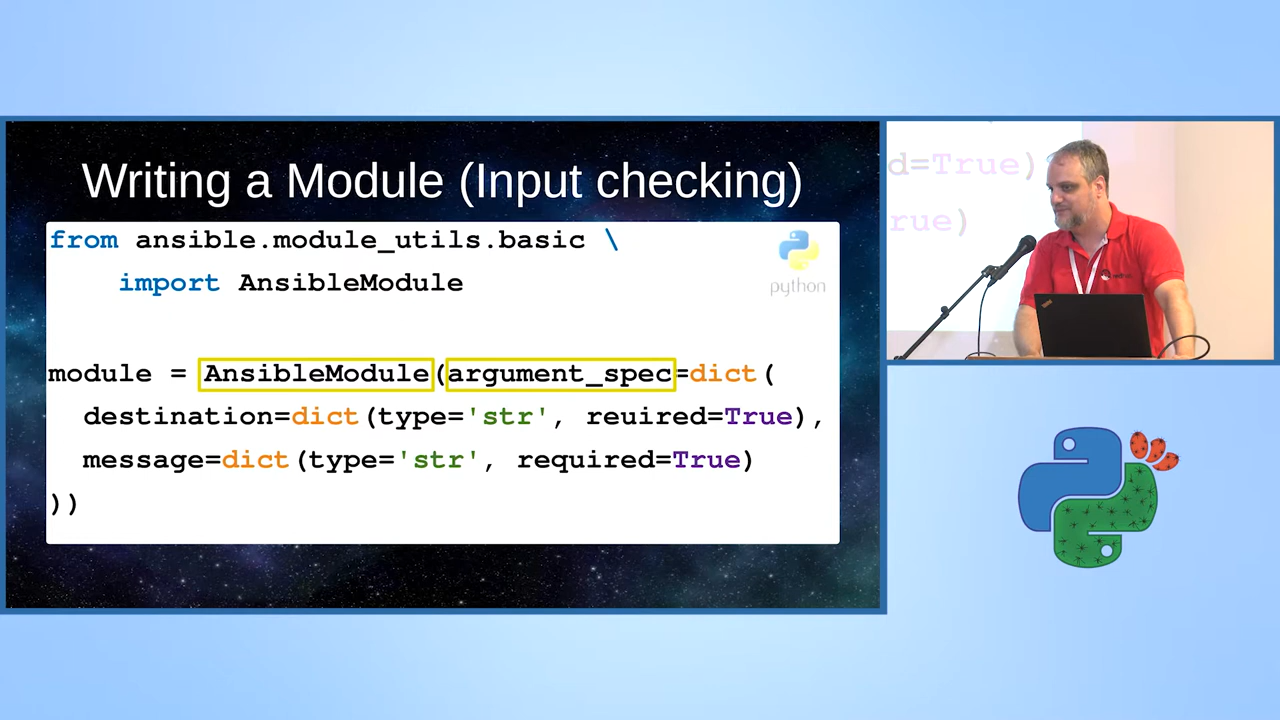 Writing a Module (Input checking)
from ansible.module_utils.basic \
import AnsibleModule
python
module = AnsibleModule(argument_spec=dict(
destination=dict(type='str', reuired=True),
message=dict(type='str', required=True)
))
d=True)
rue)